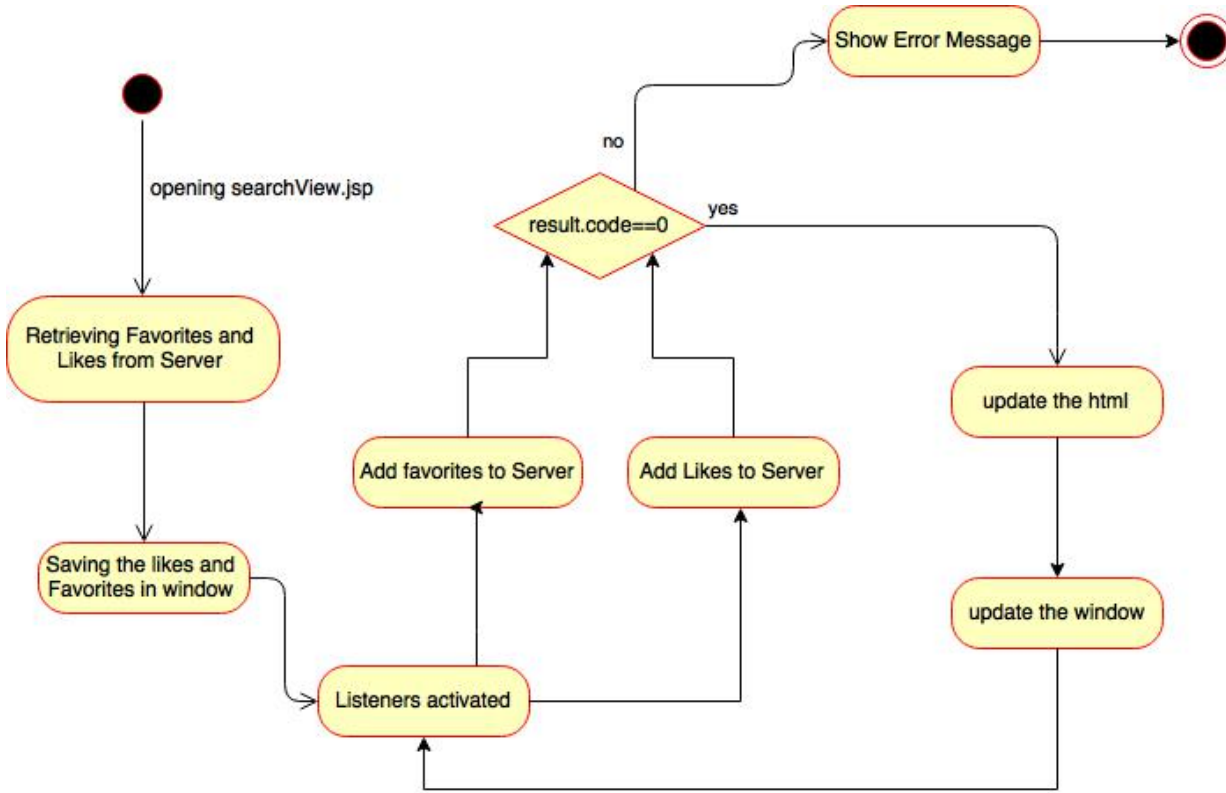 Show Error Message
opening searchView.jsp
no
yes
result.code==0
Retrieving Favorites and
Likes from Server
update the html
Add favorites to Server
Add Likes to Server
Saving the likes and
Favorites in window
update the window
Listeners activated